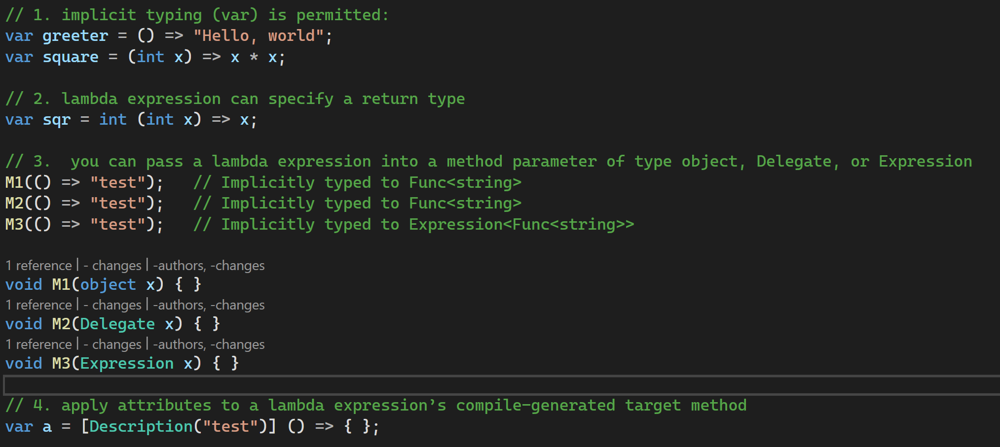 // 1. implicit typing (var) is permitted:
var greeter = () => "Hello, world";
var square = (int x) => x * x;
// 2. lambda expression can specify a return type
var sqr = int (int x) => x;
// 3.  you can pass a lambda expression into a method parameter of type object, Delegate, or Expression
M1(() => "test");   // Implicitly typed to Func<string>
M2(() => "test");   // Implicitly typed to Func<string>
M3(() => "test");   // Implicitly typed to Expression<Func<string>>
1 reference | - changes | -authors, -changes
void M1(object x) { }
1 reference | - changes | -authors, -changes
void M2(Delegate x) { }
1 reference | - changes | -authors, -changes
void M3(Expression x) { }
// 4. apply attributes to a lambda expression’s compile-generated target method
var a = [Description("test")] () => { };